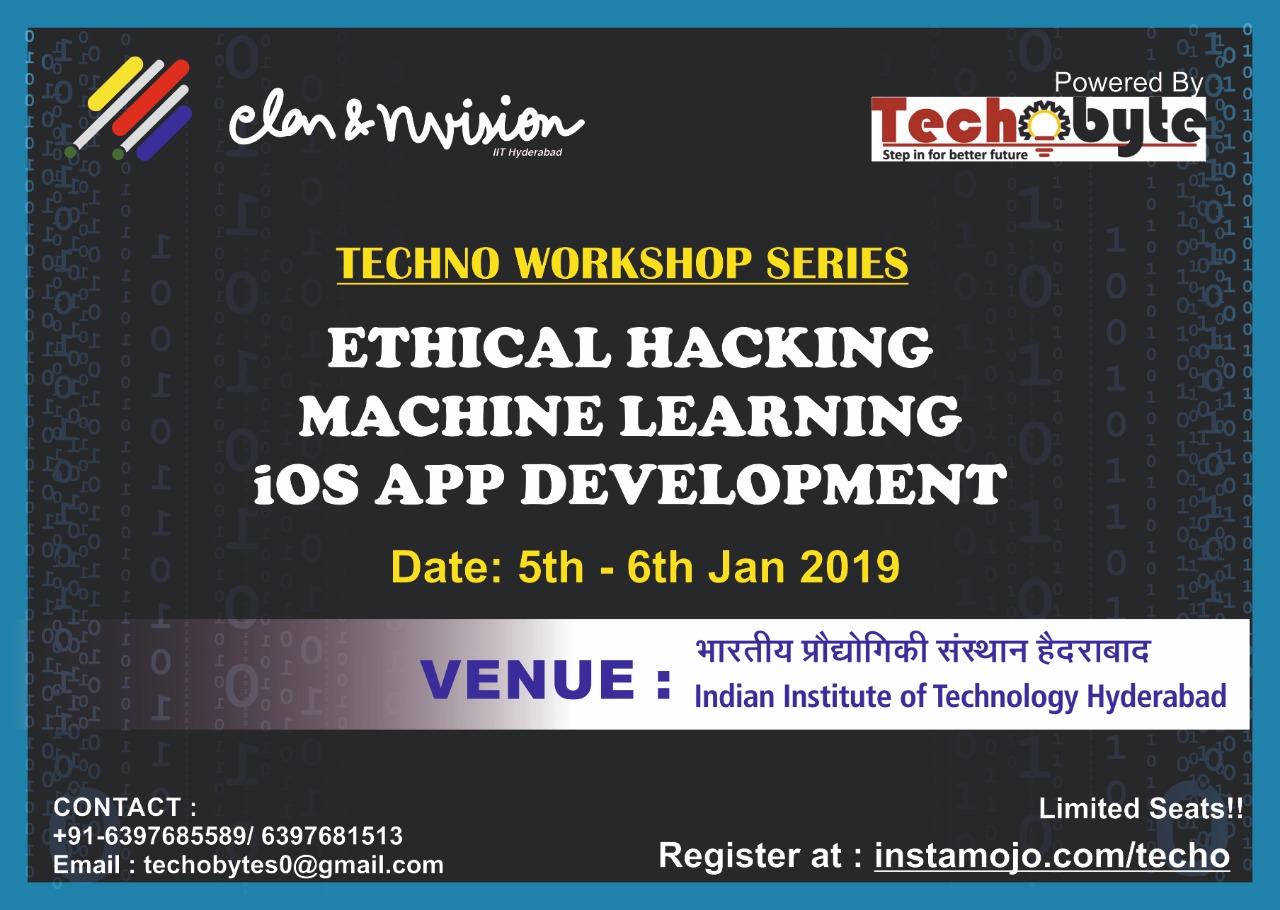 elan & nvision
IIT Hyderabad
Powered By
Techobyte
Step in for better future
TECHNO WORKSHOP SERIES
ETHICAL HACKING
MACHINE LEARNING
iOS APP DEVELOPMENT
Date: 5th - 6th Jan 2019
VENUE :
भारतीय प्रौद्योगिकी संस्थान हैदराबाद
Indian Institute of Technology Hyderabad
CONTACT :
+91-6397685589/ 6397681513
Email : techobytes0@gmail.com
Limited Seats!!
Register at : instamojo.com/techo